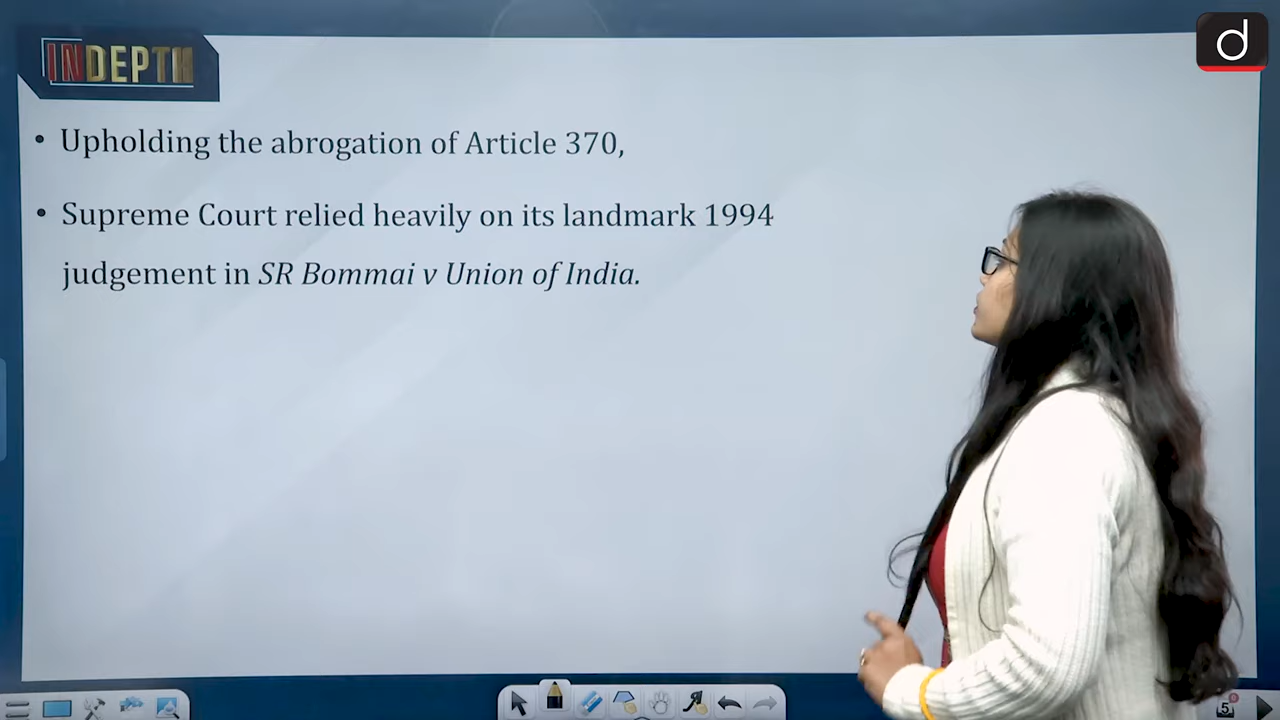 INDEPTH
d
• Upholding the abrogation of Article 370,
• Supreme Court relied heavily on its landmark 1994
judgement in SR Bommai v Union of India.
5